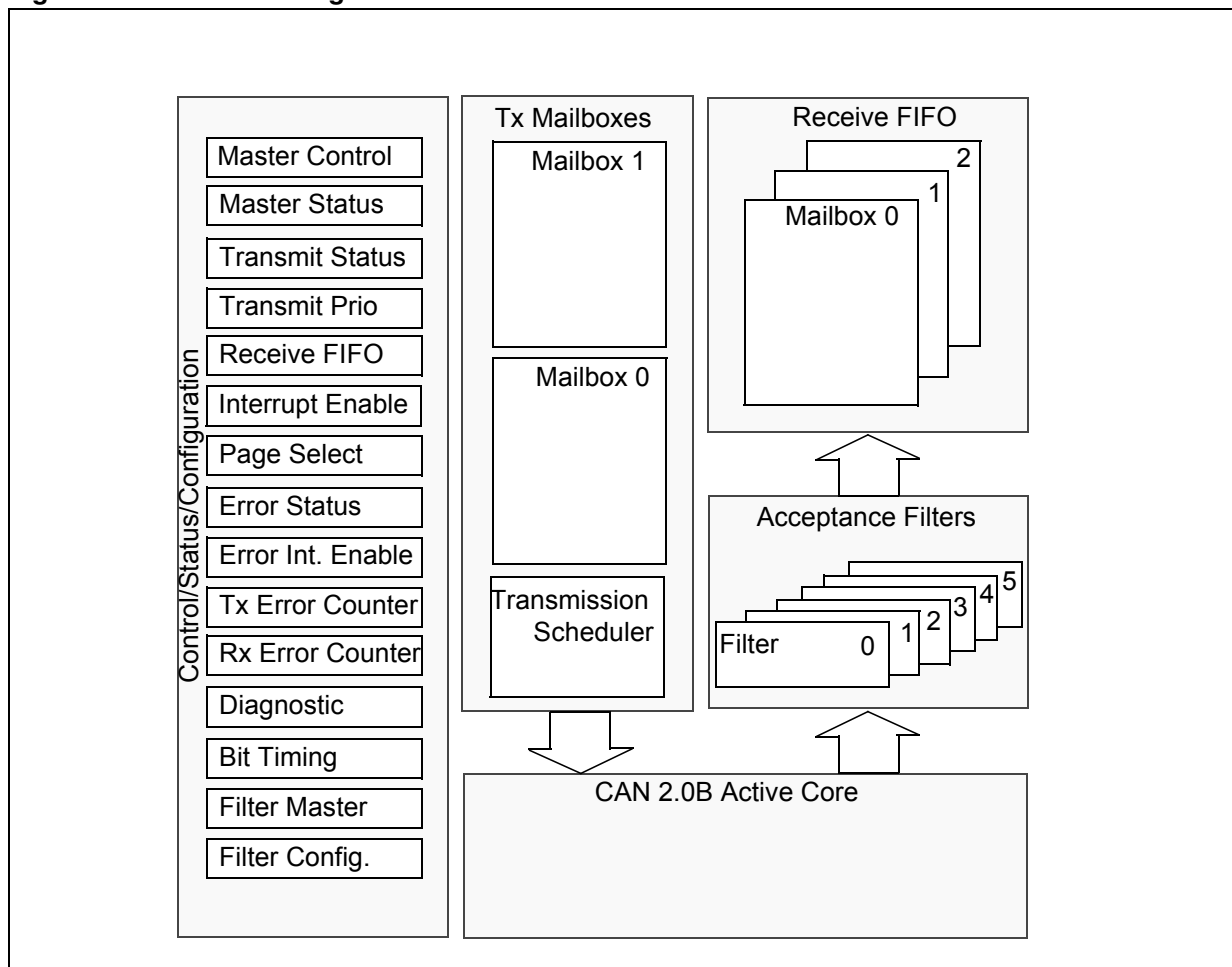 Control/Status/Configuration
Master Control
Master Status
Transmit Status
Transmit Prio
Receive FIFO
Interrupt Enable
Page Select
Error Status
Error Int. Enable
Tx Error Counter
Rx Error Counter
Diagnostic
Bit Timing
Filter Master
Filter Config.
Tx Mailboxes
Mailbox 1
Mailbox 0
Transmission
Scheduler
Receive FIFO
2
1
Mailbox 0
Acceptance Filters
5
4
3
2
1
Filter 0
CAN 2.0B Active Core